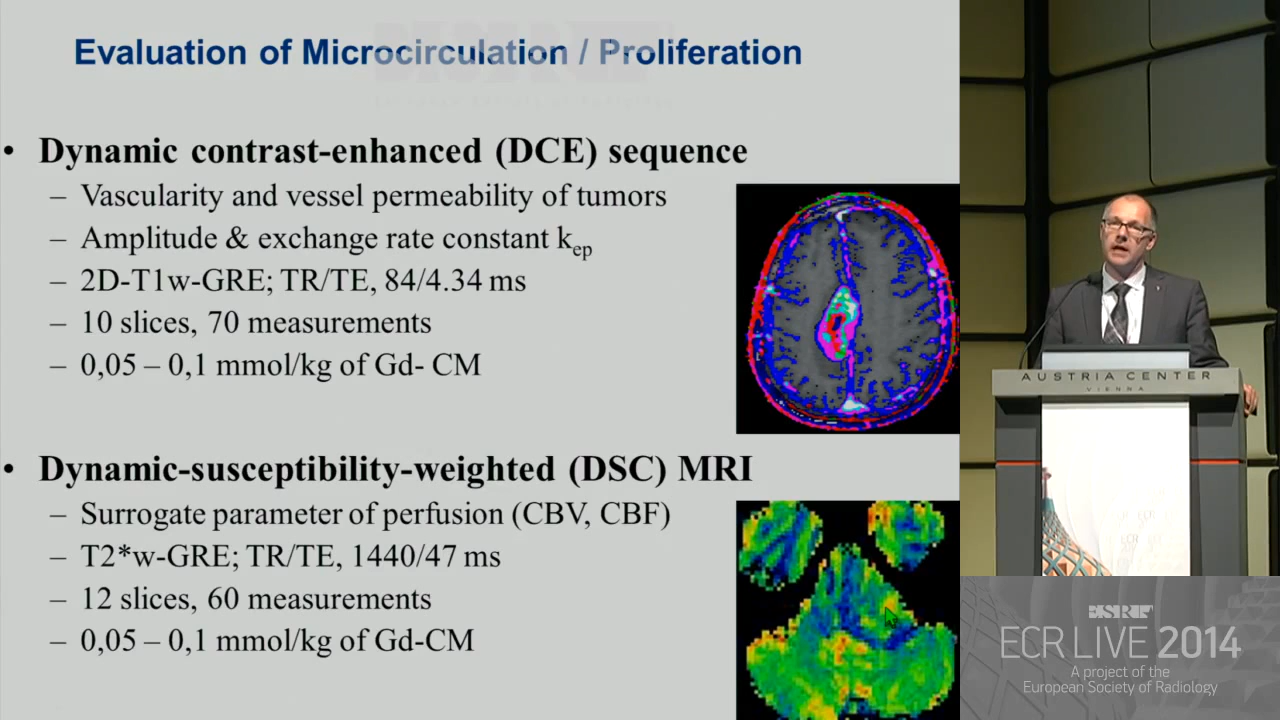 Evaluation of Microcirculation / Proliferation
• Dynamic contrast-enhanced (DCE) sequence
– Vascularity and vessel permeability of tumors
– Amplitude & exchange rate constant kep
– 2D-T1w-GRE; TR/TE, 84/4.34 ms
– 10 slices, 70 measurements
– 0,05 – 0,1 mmol/kg of Gd- CM
• Dynamic-susceptibility-weighted (DSC) MRI
– Surrogate parameter of perfusion (CBV, CBF)
– T2*w-GRE; TR/TE, 1440/47 ms
– 12 slices, 60 measurements
– 0,05 – 0,1 mmol/kg of Gd-CM
AUSTRIA CENTER
VIENNA
ECR LIVE 2014
A project of the
European Society of Radiology